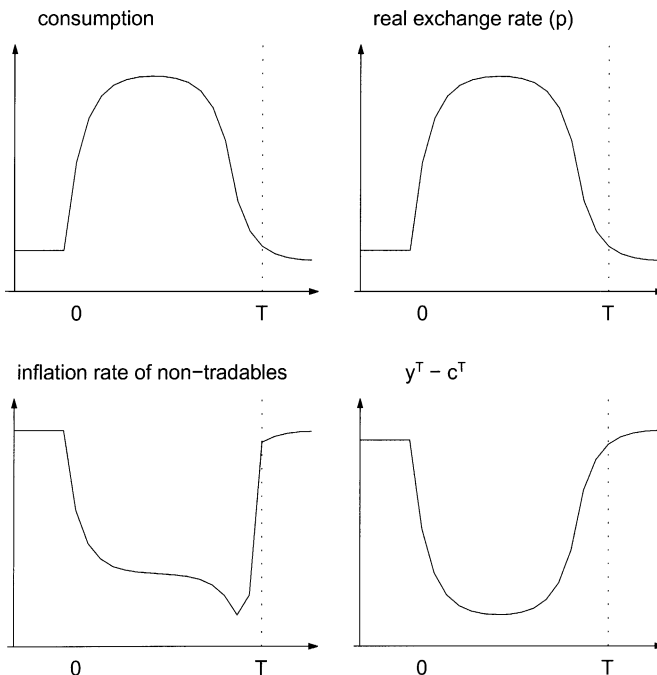 consumption
real exchange rate (p)
0 T
0 T
inflation rate of non−tradables
y^T − c^T
0 T
0 T